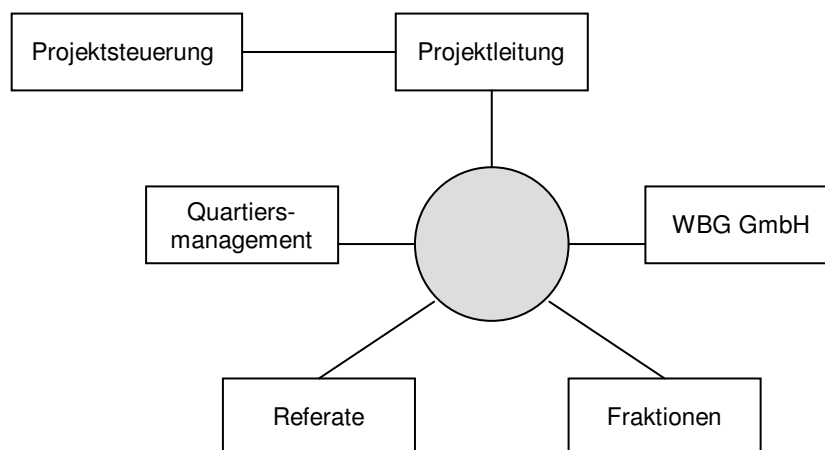 Projektsteuerung
Projektleitung
Quartiers-
management
WBG GmbH
Referate
Fraktionen